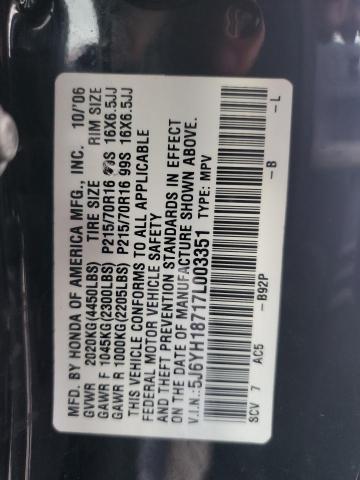 MFD. BY HONDA OF AMERICA MFG., INC. 10/'06
GVWR 2020KG(4450LBS) TIRE SIZE RIM SIZE
GAWR F 1045KG(2300LBS) P215/70R16 99S 16X6.5JJ
GAWR R 1000KG(2205LBS) P215/70R16 99S 16X6.5JJ
THIS VEHICLE CONFORMS TO ALL APPLICABLE
FEDERAL MOTOR VEHICLE SAFETY
AND THEFT PREVENTION STANDARDS IN EFFECT
ON THE DATE OF MANUFACTURE SHOWN ABOVE.
V.I.N.:5J6YH18717L003351 TYPE: MPV
SCV 7 AC5 -B92P -B -L